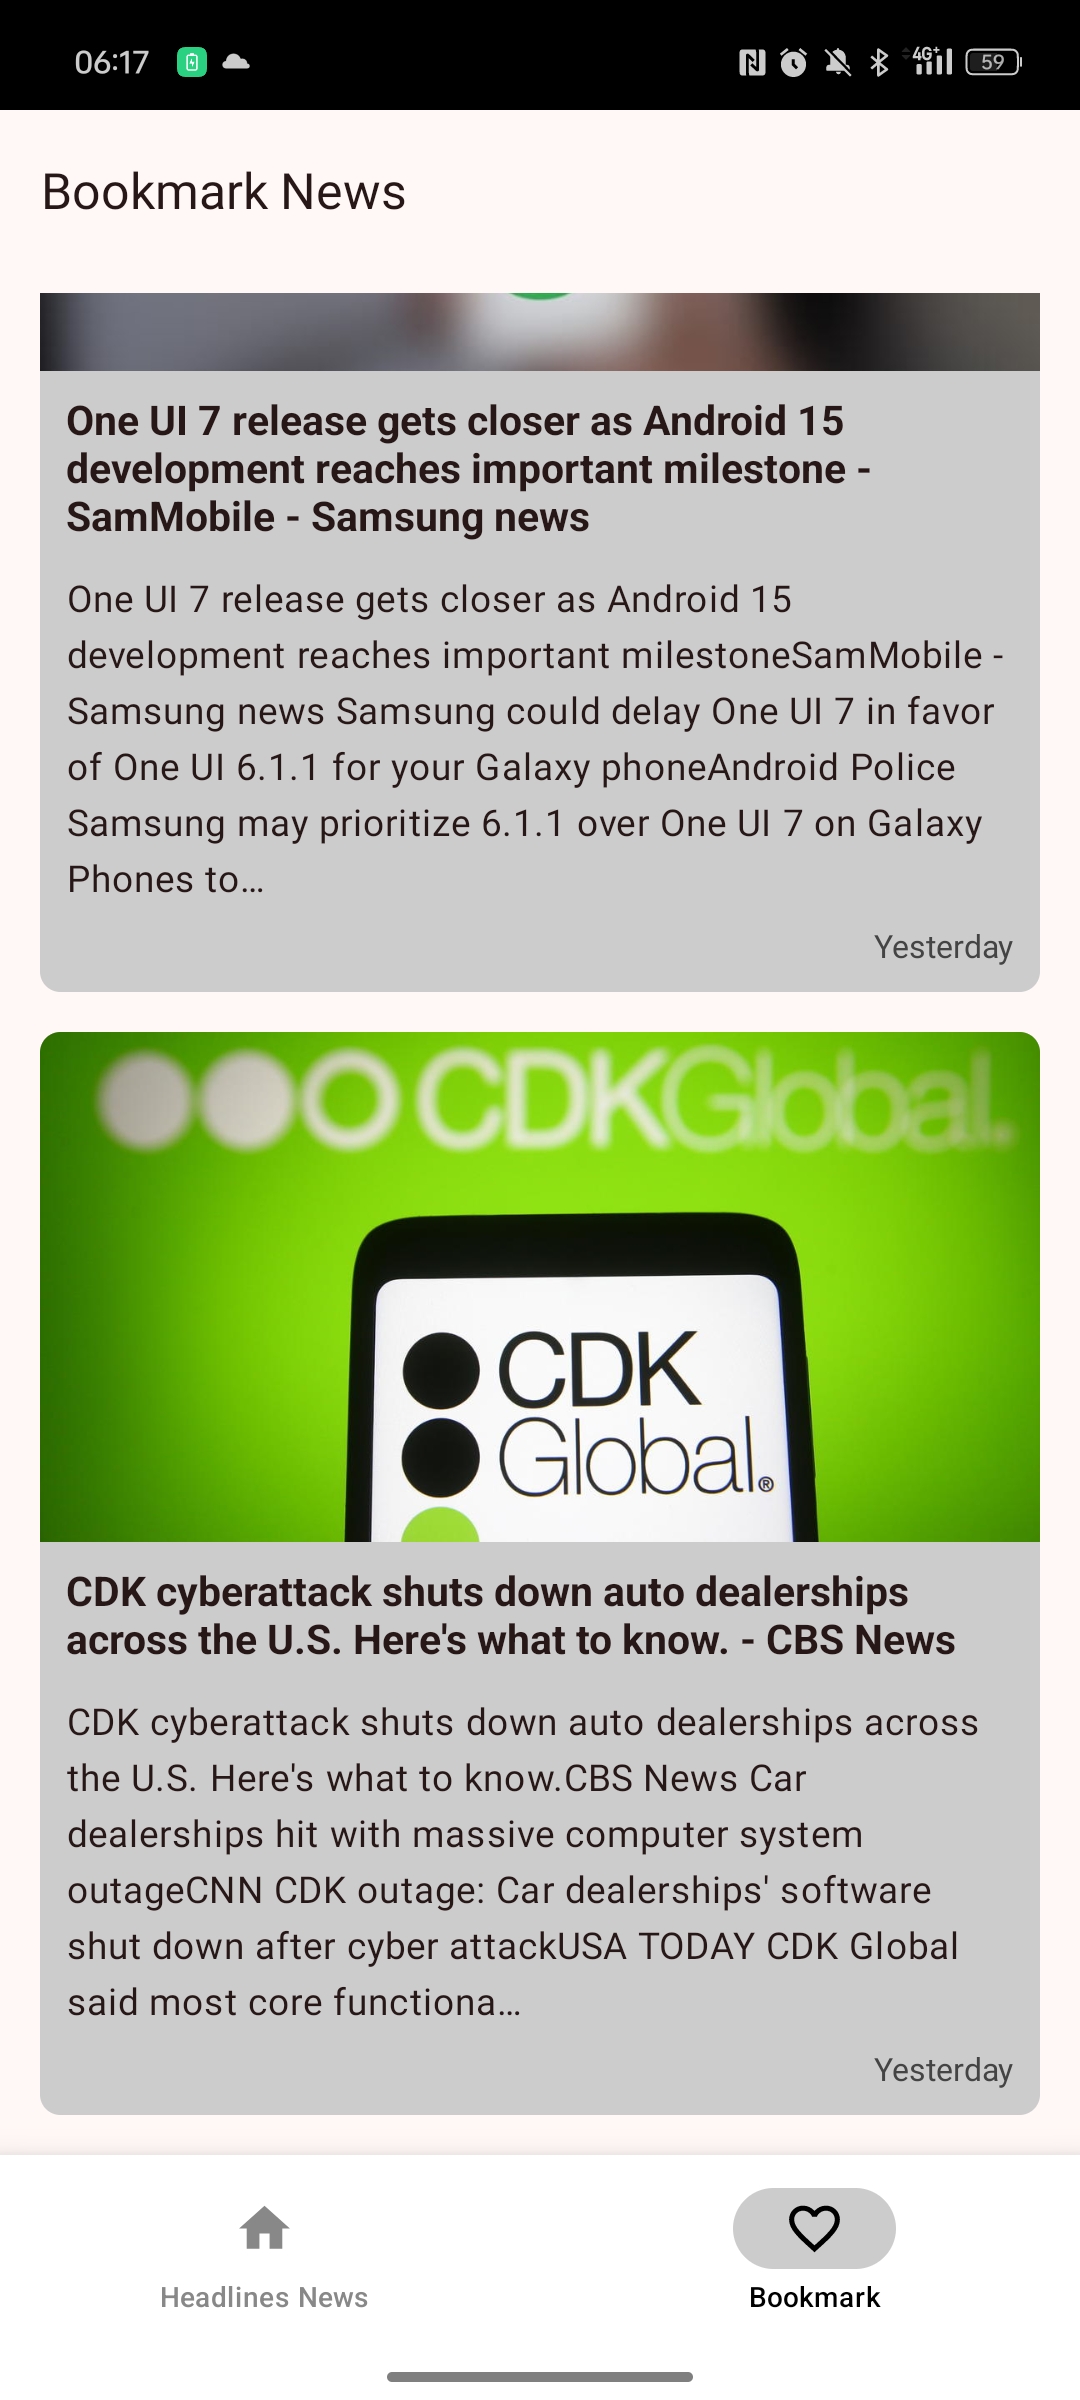 06:17
4G+
59
Bookmark News
One UI 7 release gets closer as Android 15
development reaches important milestone -
SamMobile - Samsung news
One UI 7 release gets closer as Android 15
development reaches important milestoneSamMobile -
Samsung news Samsung could delay One UI 7 in favor
of One UI 6.1.1 for your Galaxy phoneAndroid Police
Samsung may prioritize 6.1.1 over One UI 7 on Galaxy
Phones to…
Yesterday
CDKGlobal.
CDK
Global.®
CDK cyberattack shuts down auto dealerships
across the U.S. Here's what to know. - CBS News
CDK cyberattack shuts down auto dealerships across
the U.S. Here's what to know.CBS News Car
dealerships hit with massive computer system
outageCNN CDK outage: Car dealerships' software
shut down after cyber attackUSA TODAY CDK Global
said most core functiona…
Yesterday
Headlines News
Bookmark